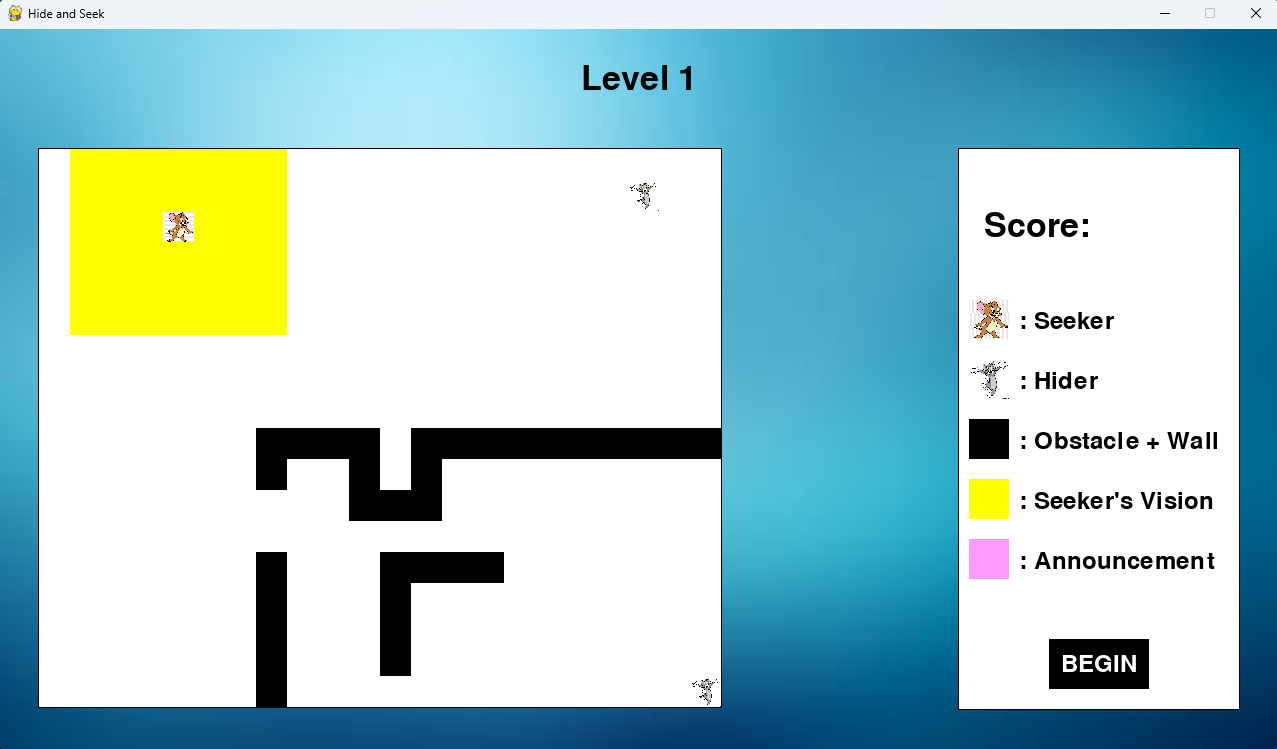 Hide and Seek
Level 1
Score:
: Seeker
: Hider
: Obstacle + Wall
: Seeker's Vision
: Announcement
BEGIN